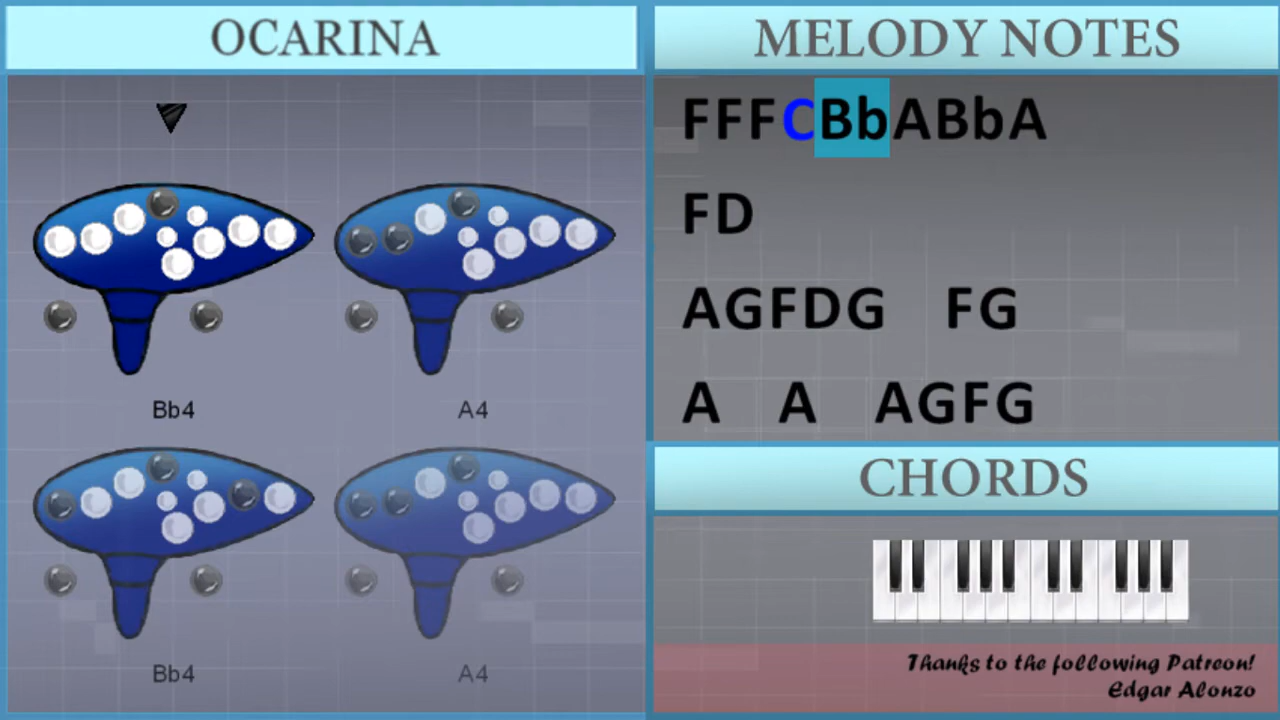 OCARINA
Bb4 A4
Bb4 A4
MELODY NOTES
FFFCBbABbA
FD
AGFDG FG
A A AGFG
CHORDS
Thanks to the following Patreon!
Edgar Alonzo